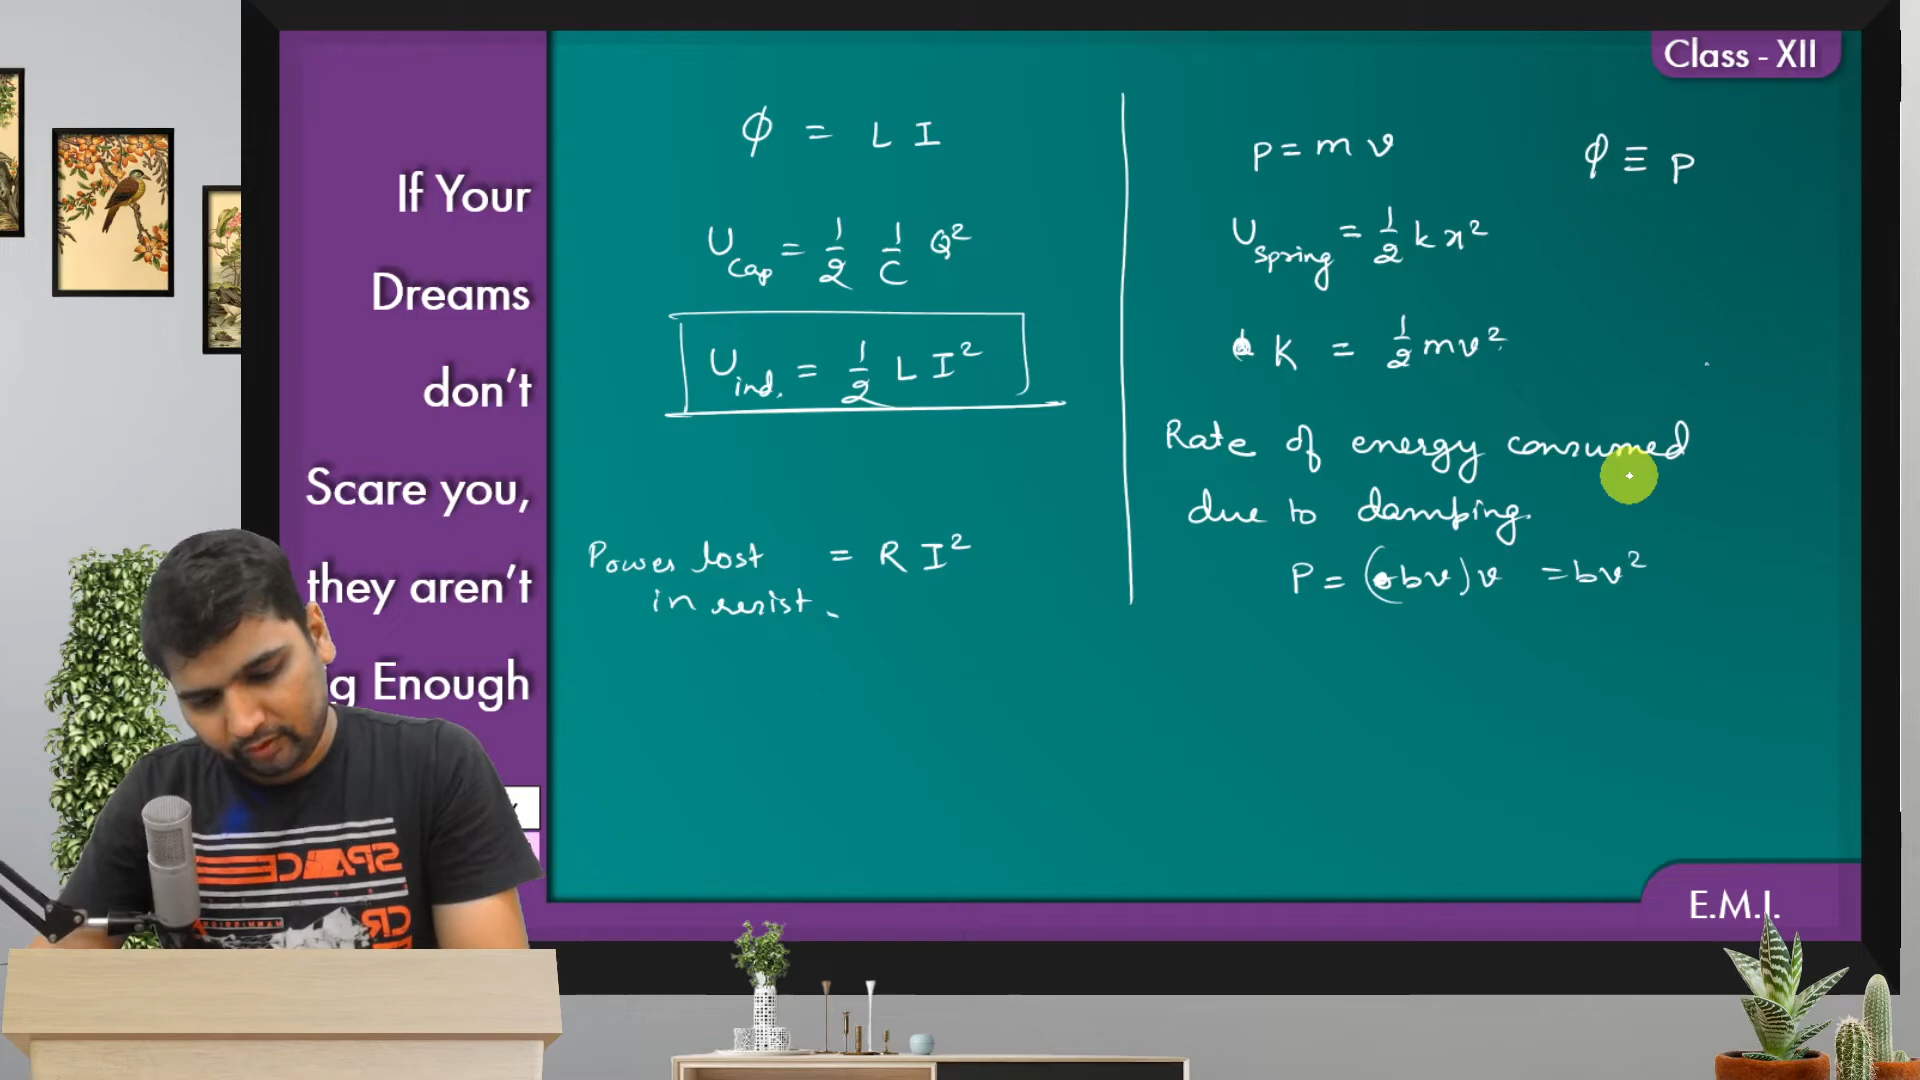 Class - XII
If Your
Dreams
don't
Scare you,
they aren't
g Enough
ϕ = L I
U_cap = 1/2 1/C Q²
U_ind. = 1/2 L I²
Power lost = R I²
in resist.
p = m v
ϕ ≡ p
U_spring = 1/2 k x²
K = 1/2 mv²
Rate of energy consumed
due to damping.
P = (bv)v = bv²
SPACE
E.M.I.